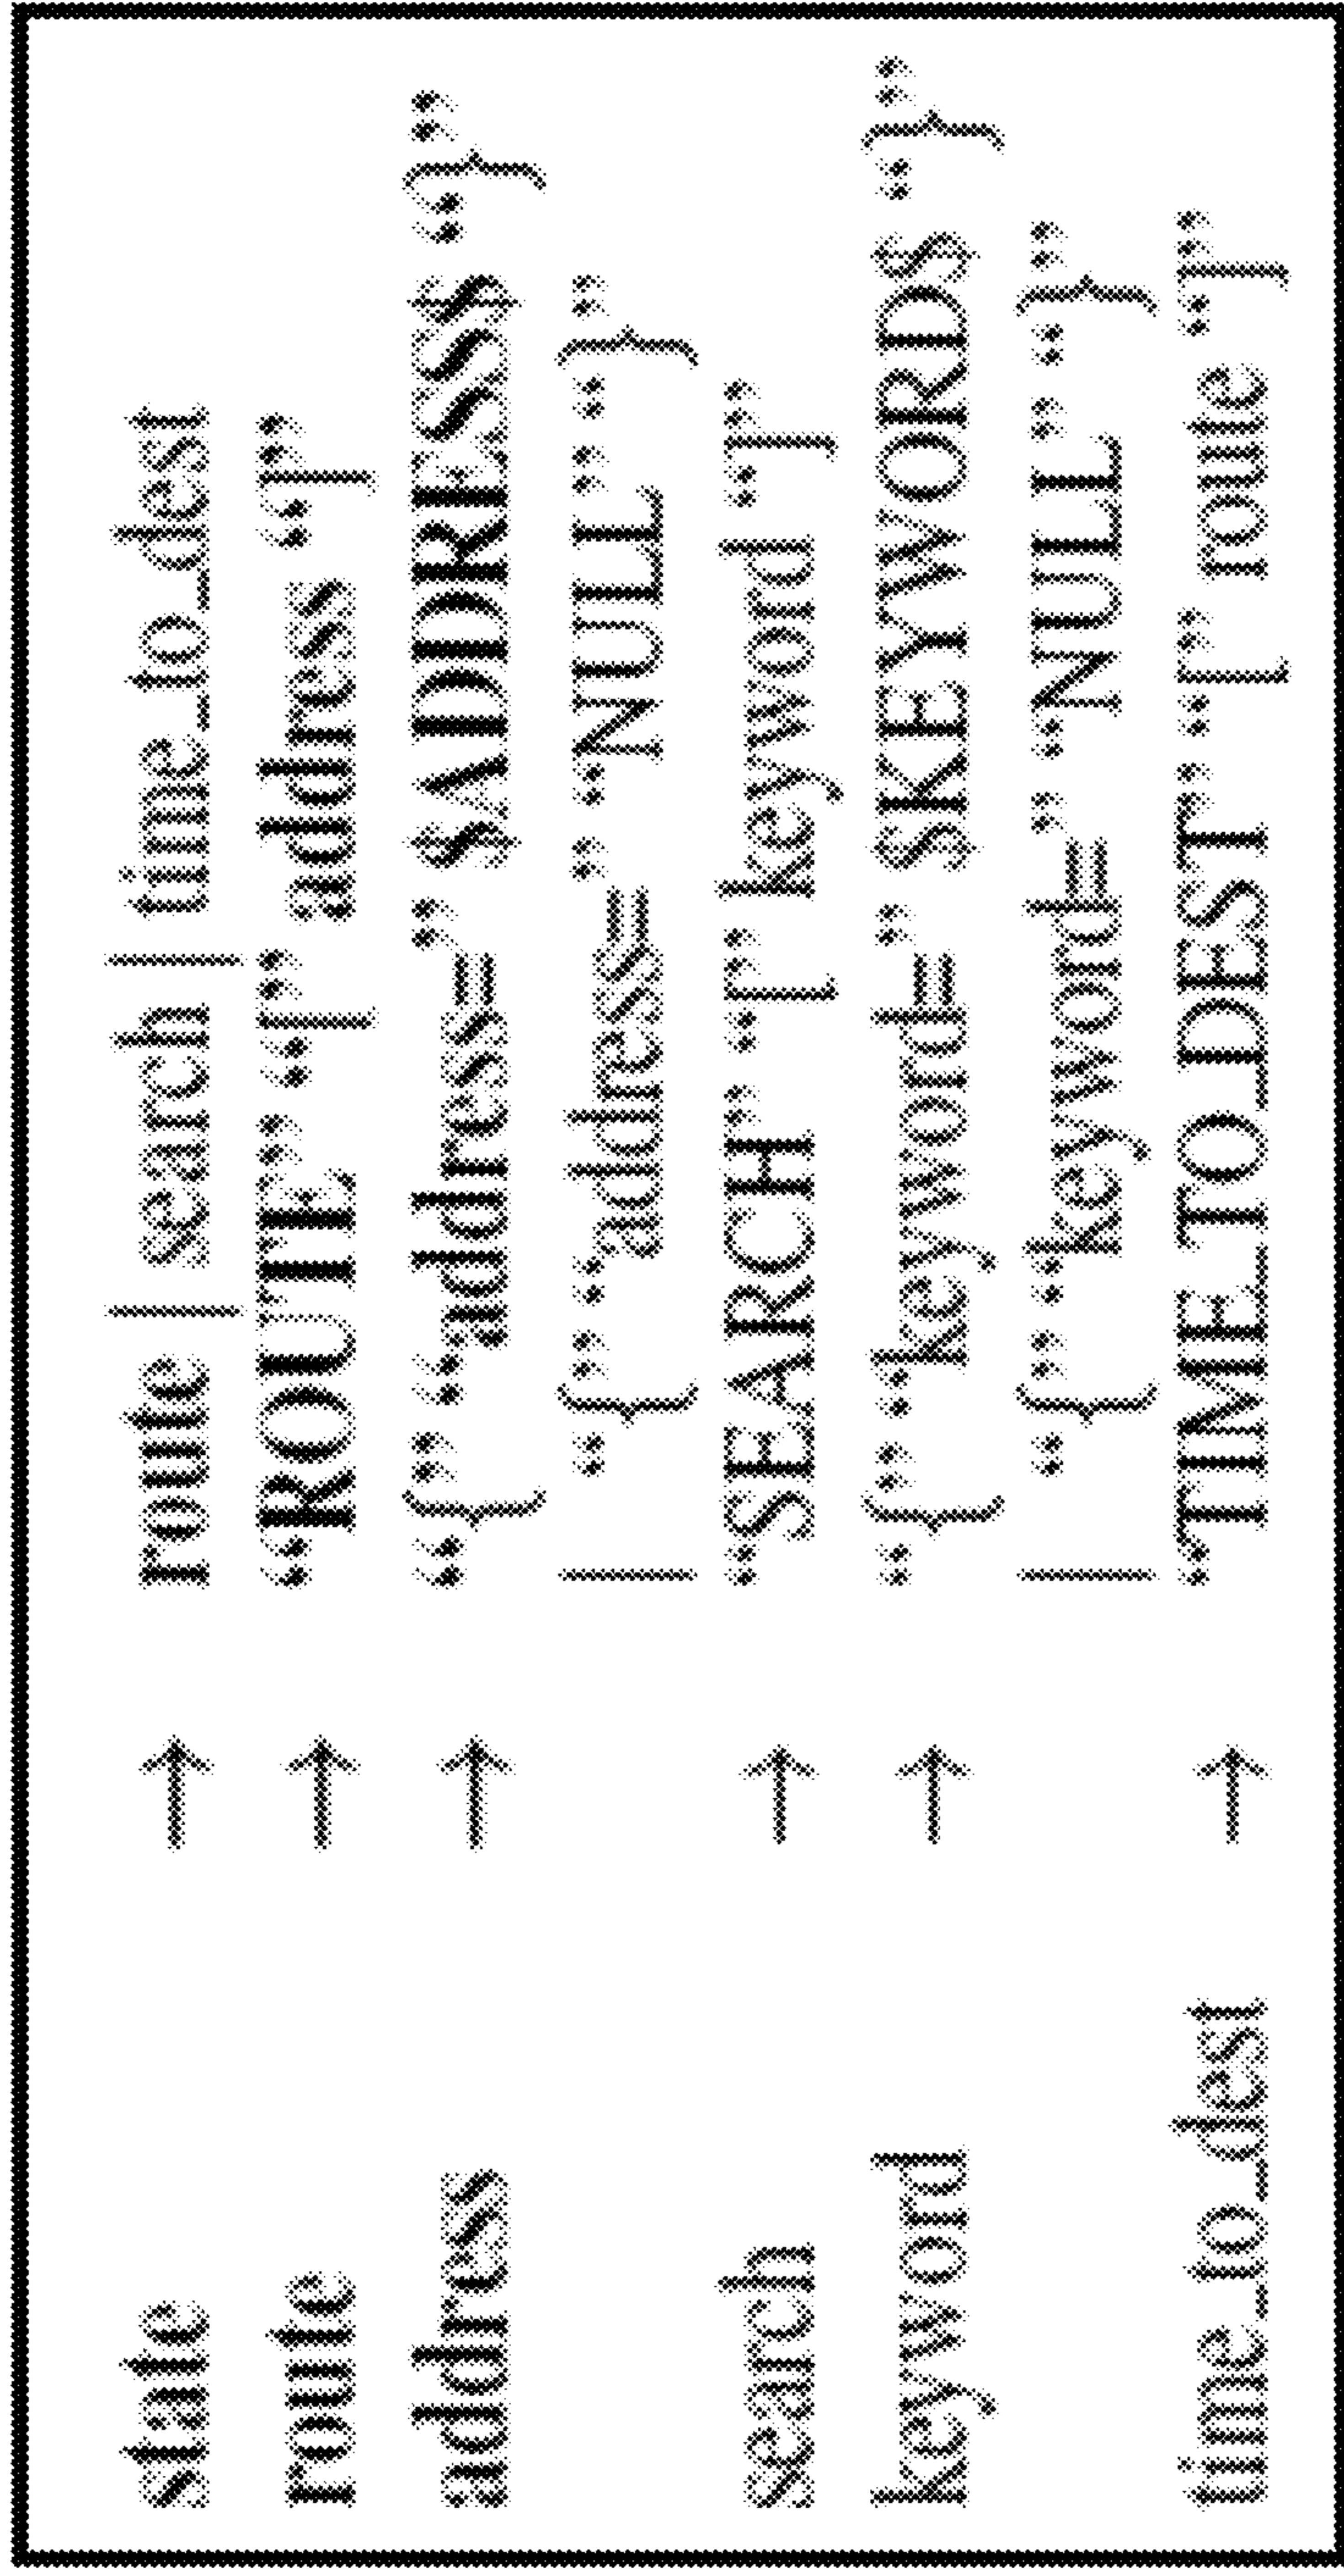 state → route | search | time_to_dest
route → “ROUTE” “[” address “]”
address → “{” “address=” $ADDRESS$ “}”
| “{” “address=” “NULL” “}”
search → “SEARCH” “[” keyword “]”
keyword → “{” “keyword=” $KEYWORD$ “}”
| “{” “keyword=” “NULL” “}”
time_to_dest → “TIME_TO_DEST” “[” route “]”